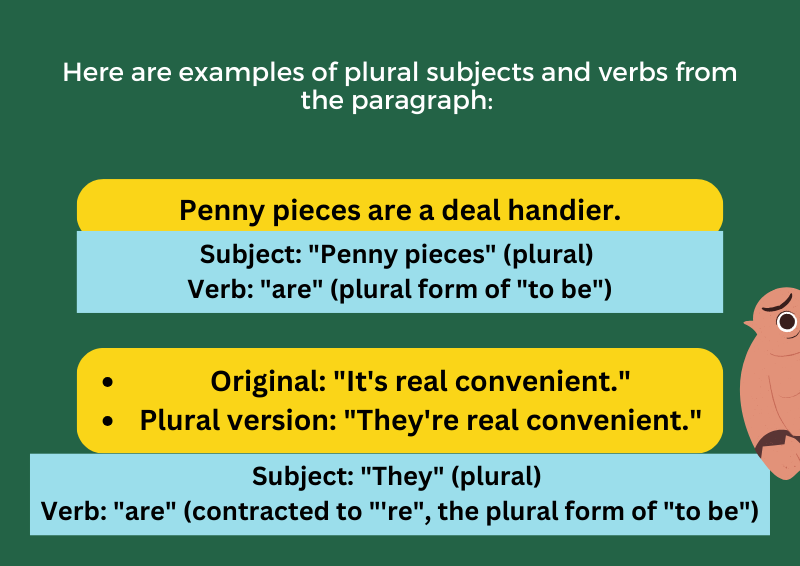 Here are examples of plural subjects and verbs from
the paragraph:
Penny pieces are a deal handier.
Subject: "Penny pieces" (plural)
Verb: "are" (plural form of "to be")
• Original: "It's real convenient."
• Plural version: "They're real convenient."
Subject: "They" (plural)
Verb: "are" (contracted to "'re", the plural form of "to be")